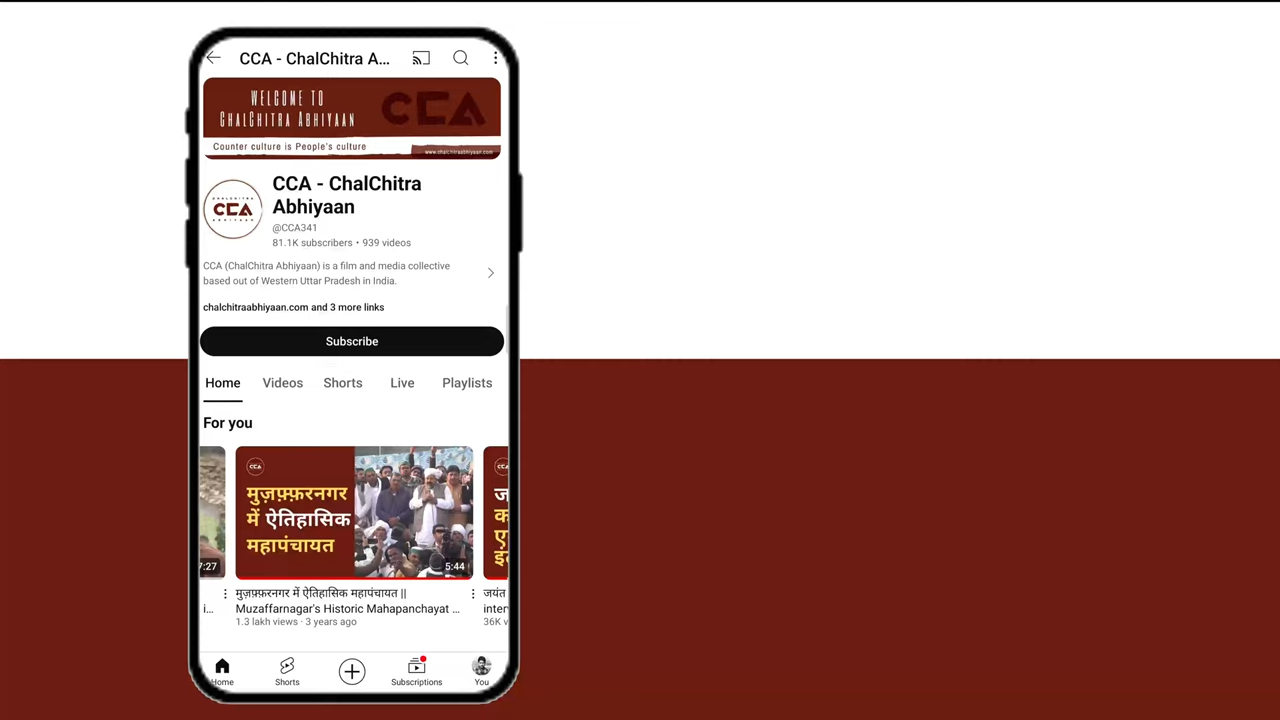 CCA - ChalChitra A...
WELCOME TO
CHALCHITRA ABHIYAAN
CCA
Counter culture is People's culture
www.chalchitraabhiyaan.com
CHALCHITRA
CCA
ABHIYAAN
CCA - ChalChitra
Abhiyaan
@CCA341
81.1K subscribers • 939 videos
CCA (ChalChitra Abhiyaan) is a film and media collective
based out of Western Uttar Pradesh in India.
chalchitraabhiyaan.com and 3 more links
Subscribe
Home Videos Shorts Live Playlists
For you
CCA
मुज़फ़्फ़रनगर
में ऐतिहासिक
महापंचायत
7:27
5:44
मुज़फ़्फ़रनगर में ऐतिहासिक महापंचायत ||
Muzaffarnagar's Historic Mahapanchayat ...
1.3 lakh views · 3 years ago
i...
जयंत
36K
Home Shorts Subscriptions You